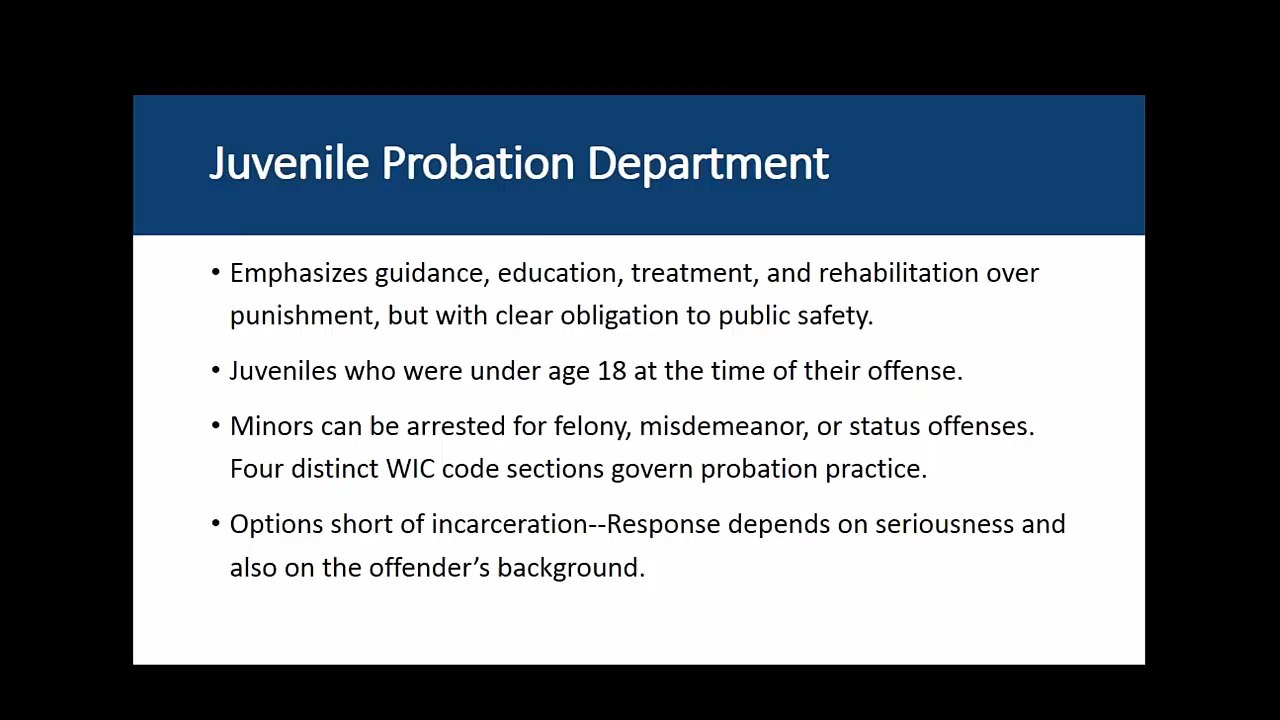 Juvenile Probation Department
• Emphasizes guidance, education, treatment, and rehabilitation over
punishment, but with clear obligation to public safety.
• Juveniles who were under age 18 at the time of their offense.
• Minors can be arrested for felony, misdemeanor, or status offenses.
Four distinct WIC code sections govern probation practice.
• Options short of incarceration--Response depends on seriousness and
also on the offender’s background.